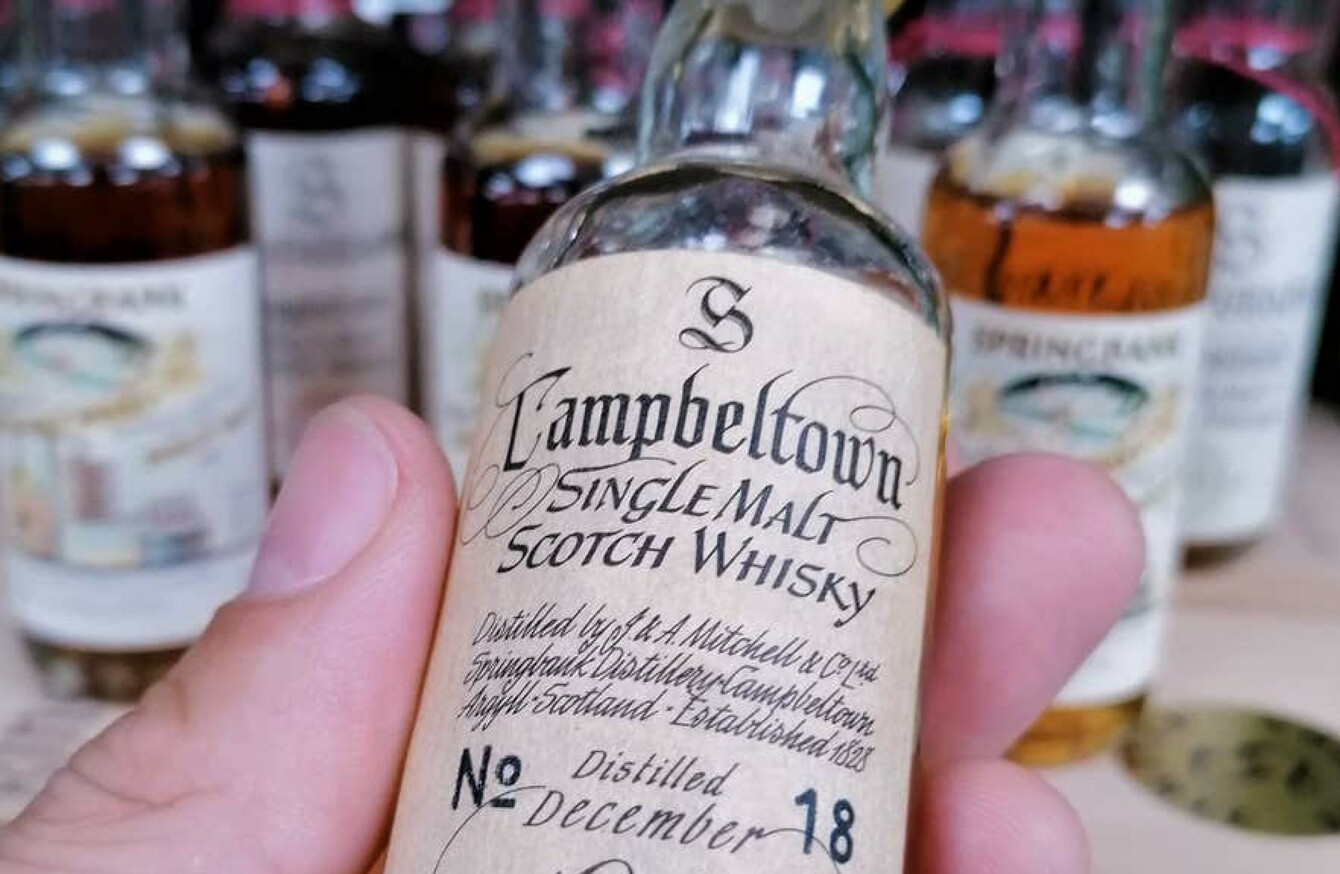 S
Campbeltown
SINGLE MALT
SCOTCH WHISKY
Distilled by J & A. Mitchell & Co Ltd
Springbank Distillery · Campbeltown
Argyll · Scotland · Established 1828
Nº Distilled 18
December
SPRINGBANK
SPRINGBANK
S